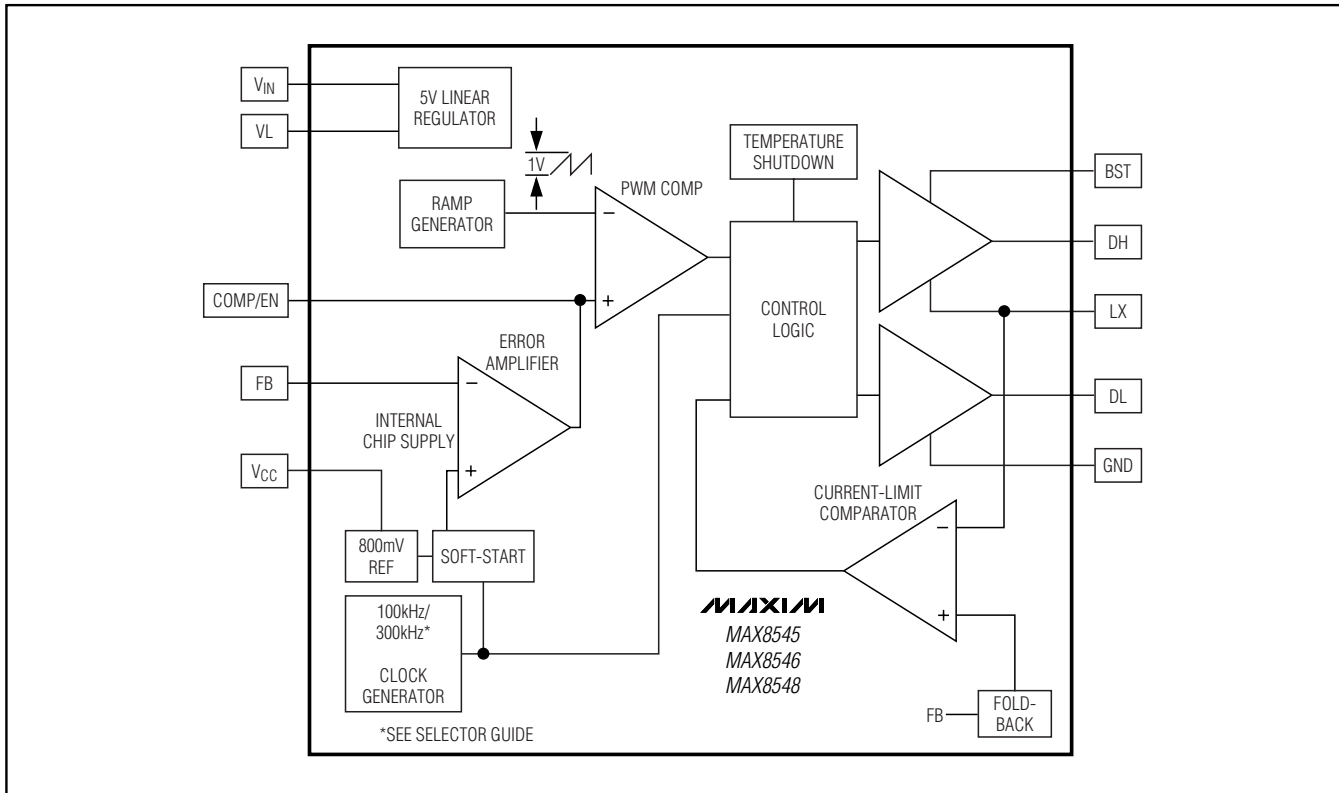 V_IN
VL
5V LINEAR
REGULATOR
1V
RAMP
GENERATOR
PWM COMP
−
+
TEMPERATURE
SHUTDOWN
CONTROL
LOGIC
BST
DH
LX
DL
GND
COMP/EN
FB
V_CC
ERROR
AMPLIFIER
−
+
INTERNAL
CHIP SUPPLY
800mV
REF
SOFT-START
100kHz/
300kHz*
CLOCK
GENERATOR
*SEE SELECTOR GUIDE
CURRENT-LIMIT
COMPARATOR
−
+
MAXIM
MAX8545
MAX8546
MAX8548
FB
FOLD-
BACK